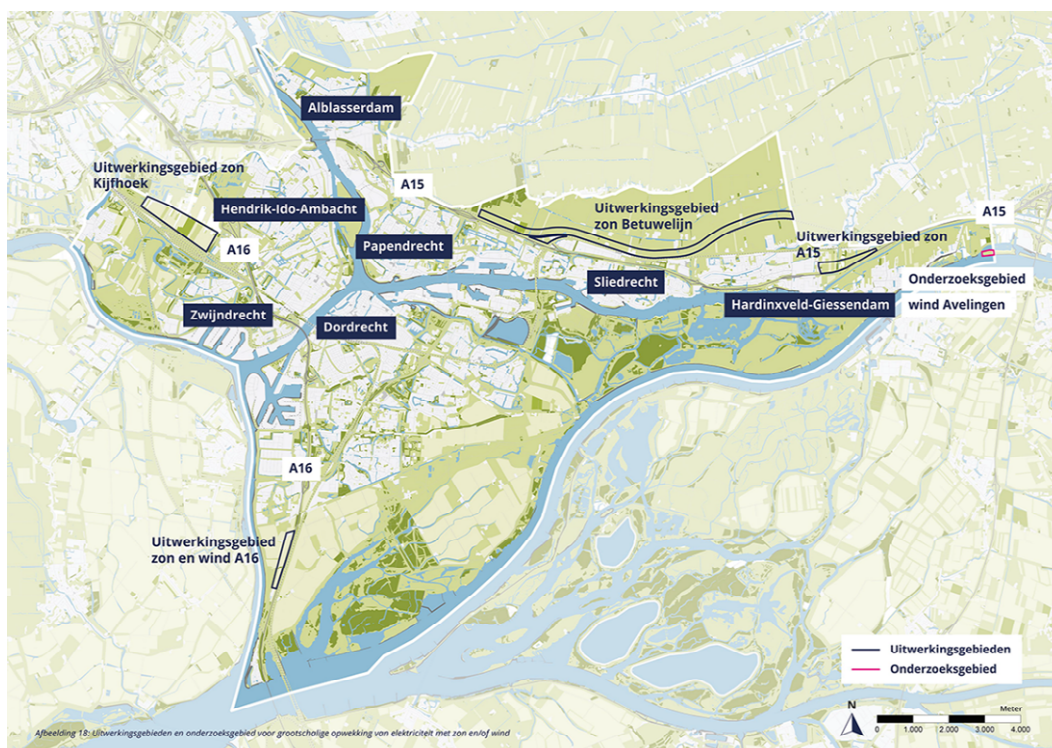 Alblasserdam
Uitwerkingsgebied zon
Kijfhoek
A15
Hendrik-Ido-Ambacht
A16
Papendrecht
Uitwerkingsgebied
zon Betuwelijn
A15
Uitwerkingsgebied zon
A15
Sliedrecht
Onderzoeksgebied
wind Avelingen
Hardinxveld-Giessendam
Zwijndrecht
Dordrecht
A16
Uitwerkingsgebied
zon en wind A16
Uitwerkingsgebieden
Onderzoeksgebied
N
Meter
0 1.000 2.000 3.000 4.000
Afbeelding 18: Uitwerkingsgebieden en onderzoeksgebied voor grootschalige opwekking van elektriciteit met zon en/of wind